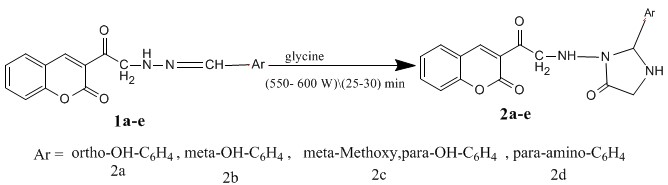 O
C
C
H₂
H
N
N
CH
Ar
O
O
1a-e
glycine
(550- 600 W)\(25-30) min
O
C
C
H₂
NH
N
Ar
NH
O
O
O
2a-e
Ar = ortho-OH-C₆H₄ , meta-OH-C₆H₄ , meta-Methoxy,para-OH-C₆H₄ , para-amino-C₆H₄
2a 2b 2c 2d